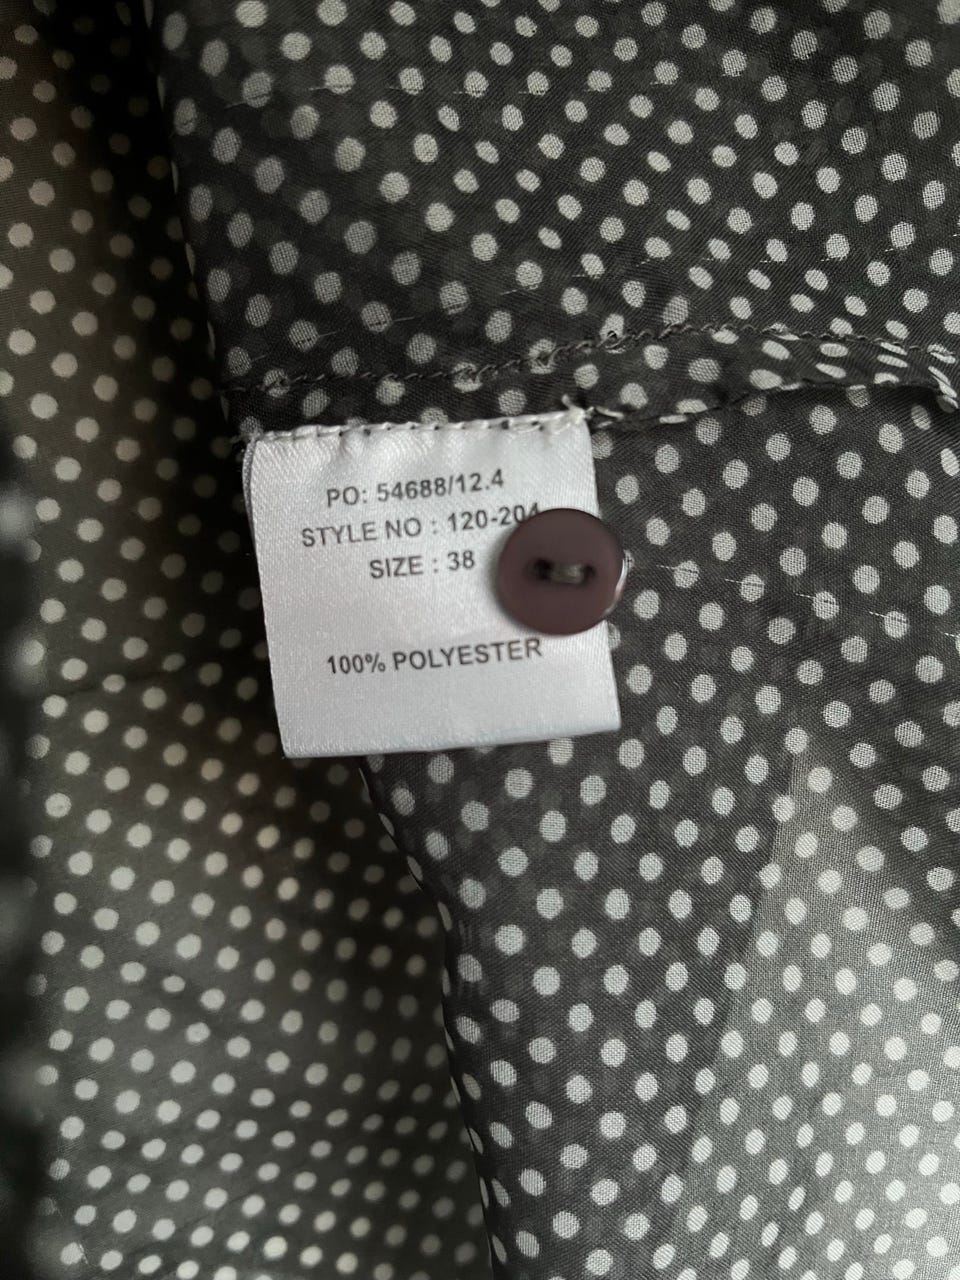 PO: 54688/12.4
STYLE NO : 120-204
SIZE : 38
100% POLYESTER